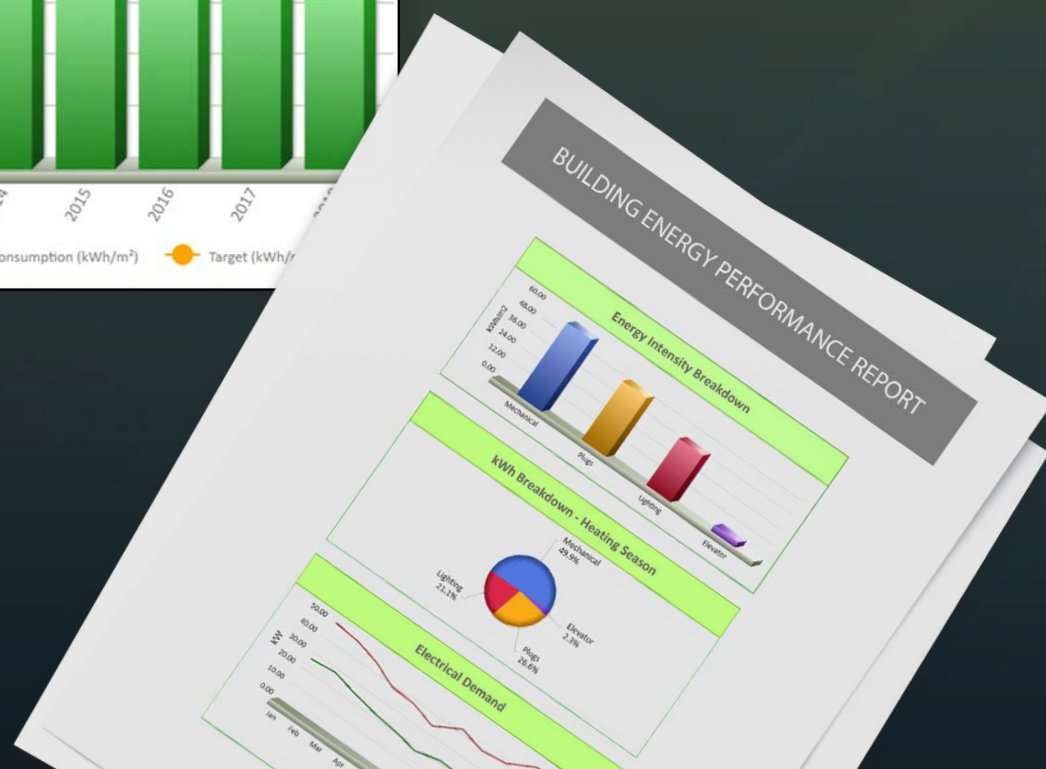 2015
2016
2017
onsumption (kWh/m²)
Target (kWh/
BUILDING ENERGY PERFORMANCE REPORT
Energy Intensity Breakdown
kWh/m2
60.00
48.00
36.00
24.00
12.00
0.00
Mechanical
Plugs
Lighting
Elevator
kWh Breakdown - Heating Season
Mechanical
49.9%
Lighting
21.1%
Elevator
2.3%
Plugs
26.6%
Electrical Demand
kW
50.00
40.00
30.00
20.00
10.00
0.00
Jan
Feb
Mar
Apr